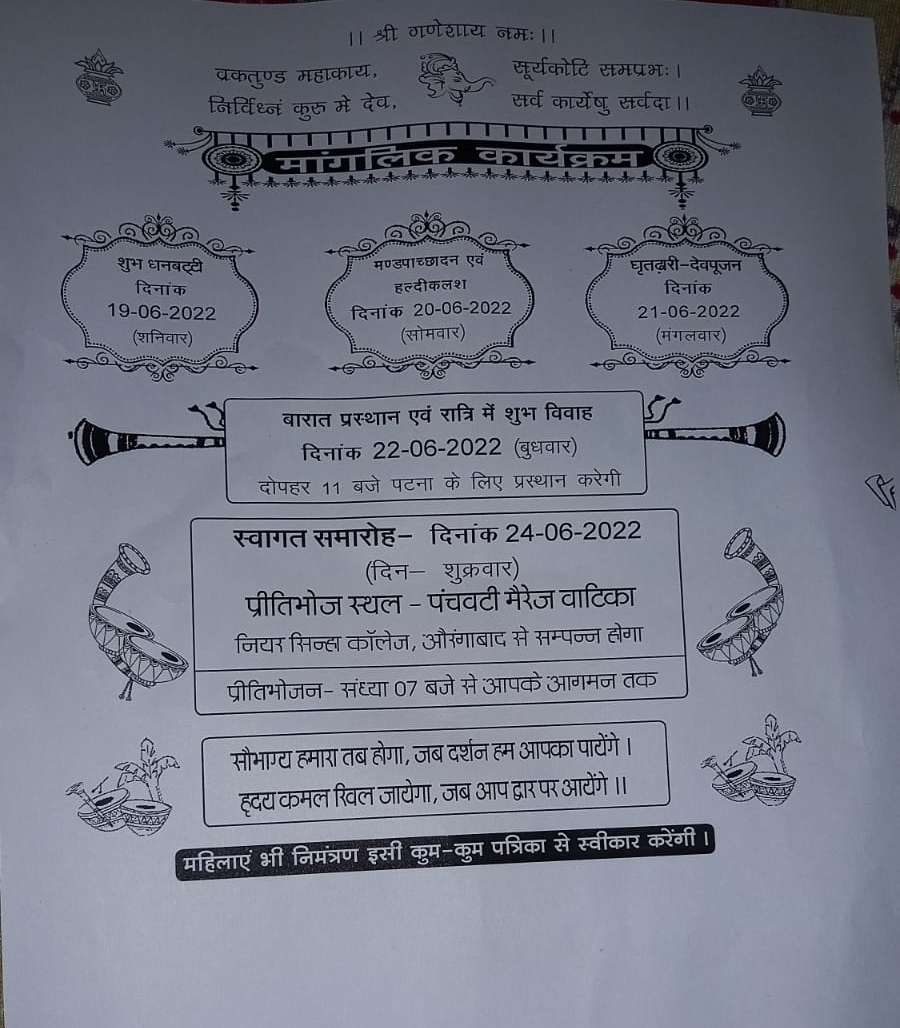 ।। श्री गणेशाय नमः।।
वक्रतुण्ड महाकाय, सूर्यकोटि समप्रभः।
निर्विध्नं कुरु मे देव, सर्व कार्येषु सर्वदा।।
मांगलिक कार्यक्रम
शुभ धनबट्टी
दिनांक
19-06-2022
(शनिवार)
मण्डपाच्छादन एवं
हल्दीकलश
दिनांक 20-06-2022
(सोमवार)
घृतढ़ारी-देवपूजन
दिनांक
21-06-2022
(मंगलवार)
बारात प्रस्थान एवं रात्रि में शुभ विवाह
दिनांक 22-06-2022 (बुधवार)
दोपहर 11 बजे पटना के लिए प्रस्थान करेगी
स्वागत समारोह- दिनांक 24-06-2022
(दिन- शुक्रवार)
प्रीतिभोज स्थल - पंचवटी मैरेज वाटिका
नियर सिन्हा कॉलेज, औरंगाबाद से सम्पन्न होगा
प्रीतिभोजन- संध्या 07 बजे से आपके आगमन तक
सौभाग्य हमारा तब होगा, जब दर्शन हम आपका पायेंगे।
हृदय कमल खिल जायेगा, जब आप द्वार पर आयेंगे।।
महिलाएं भी निमंत्रण इसी कुम-कुम पत्रिका से स्वीकार करेंगी।